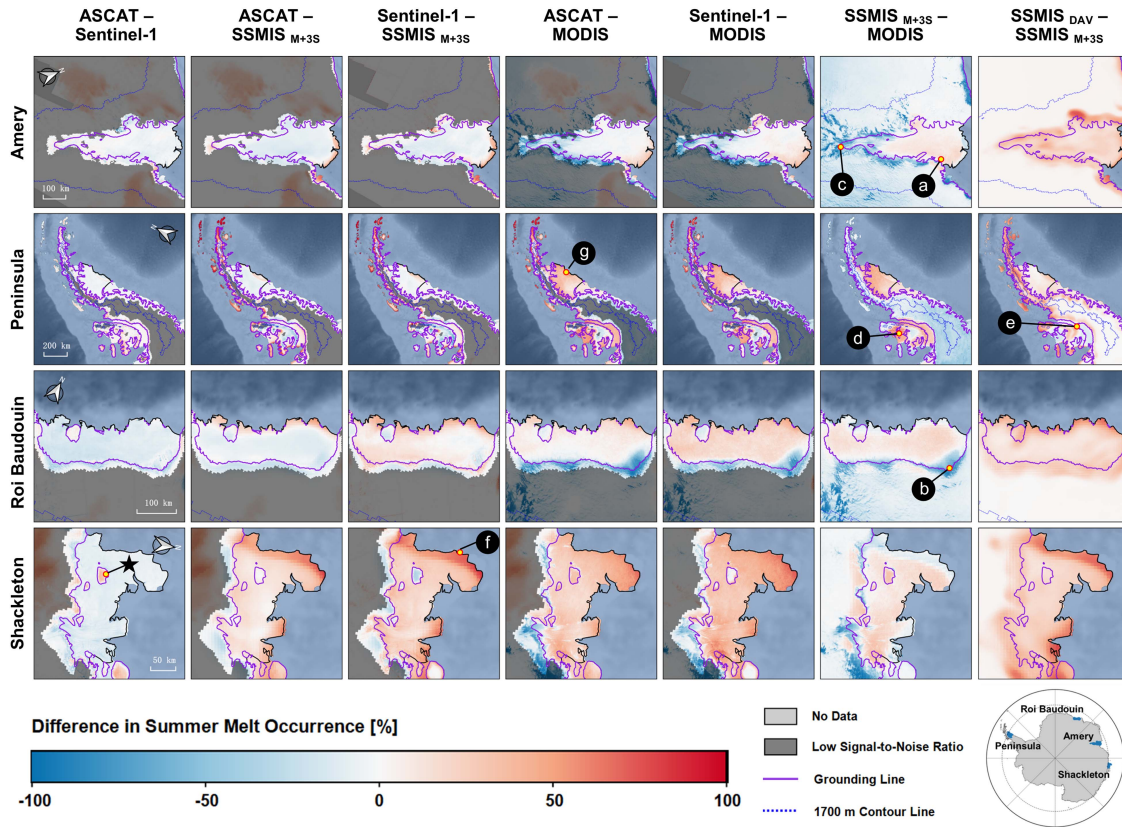 ASCAT – Sentinel-1
ASCAT – SSMIS M+3S
Sentinel-1 – SSMIS M+3S
ASCAT – MODIS
Sentinel-1 – MODIS
SSMIS M+3S – MODIS
SSMIS DAV – SSMIS M+3S
Amery
N
100 km
c
a
Peninsula
N
200 km
g
d
e
Roi Baudouin
N
100 km
b
Shackleton
N
50 km
f
Difference in Summer Melt Occurrence [%]
-100
-50
0
50
100
No Data
Low Signal-to-Noise Ratio
Grounding Line
1700 m Contour Line
Roi Baudouin
Amery
Peninsula
Shackleton